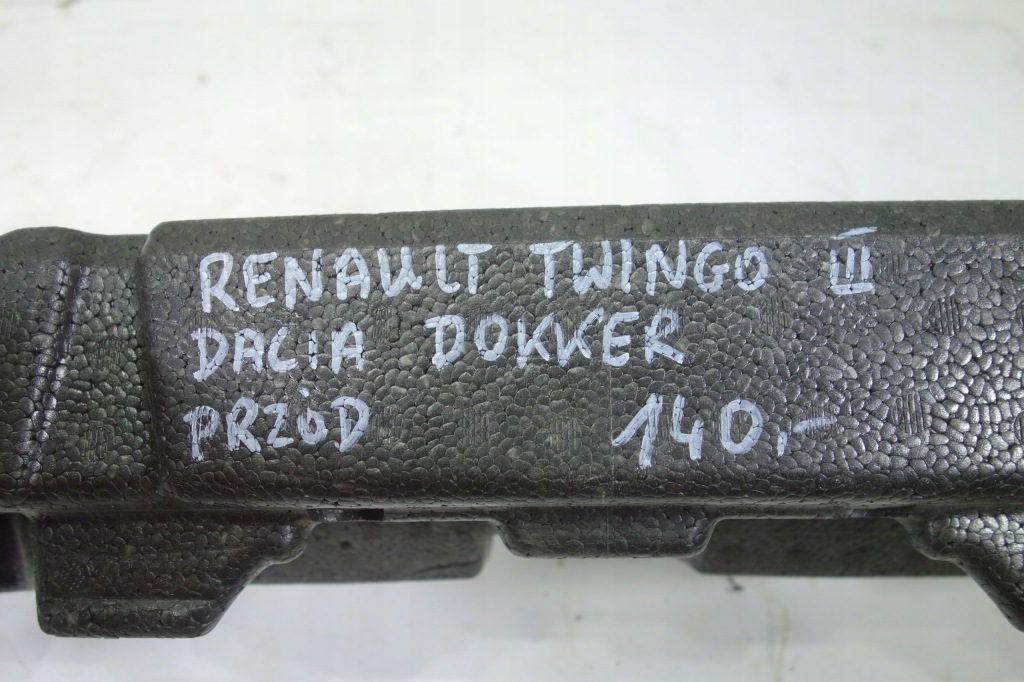 RENAULT TWINGO III
DACIA DOKKER
PRZÓD 140,-